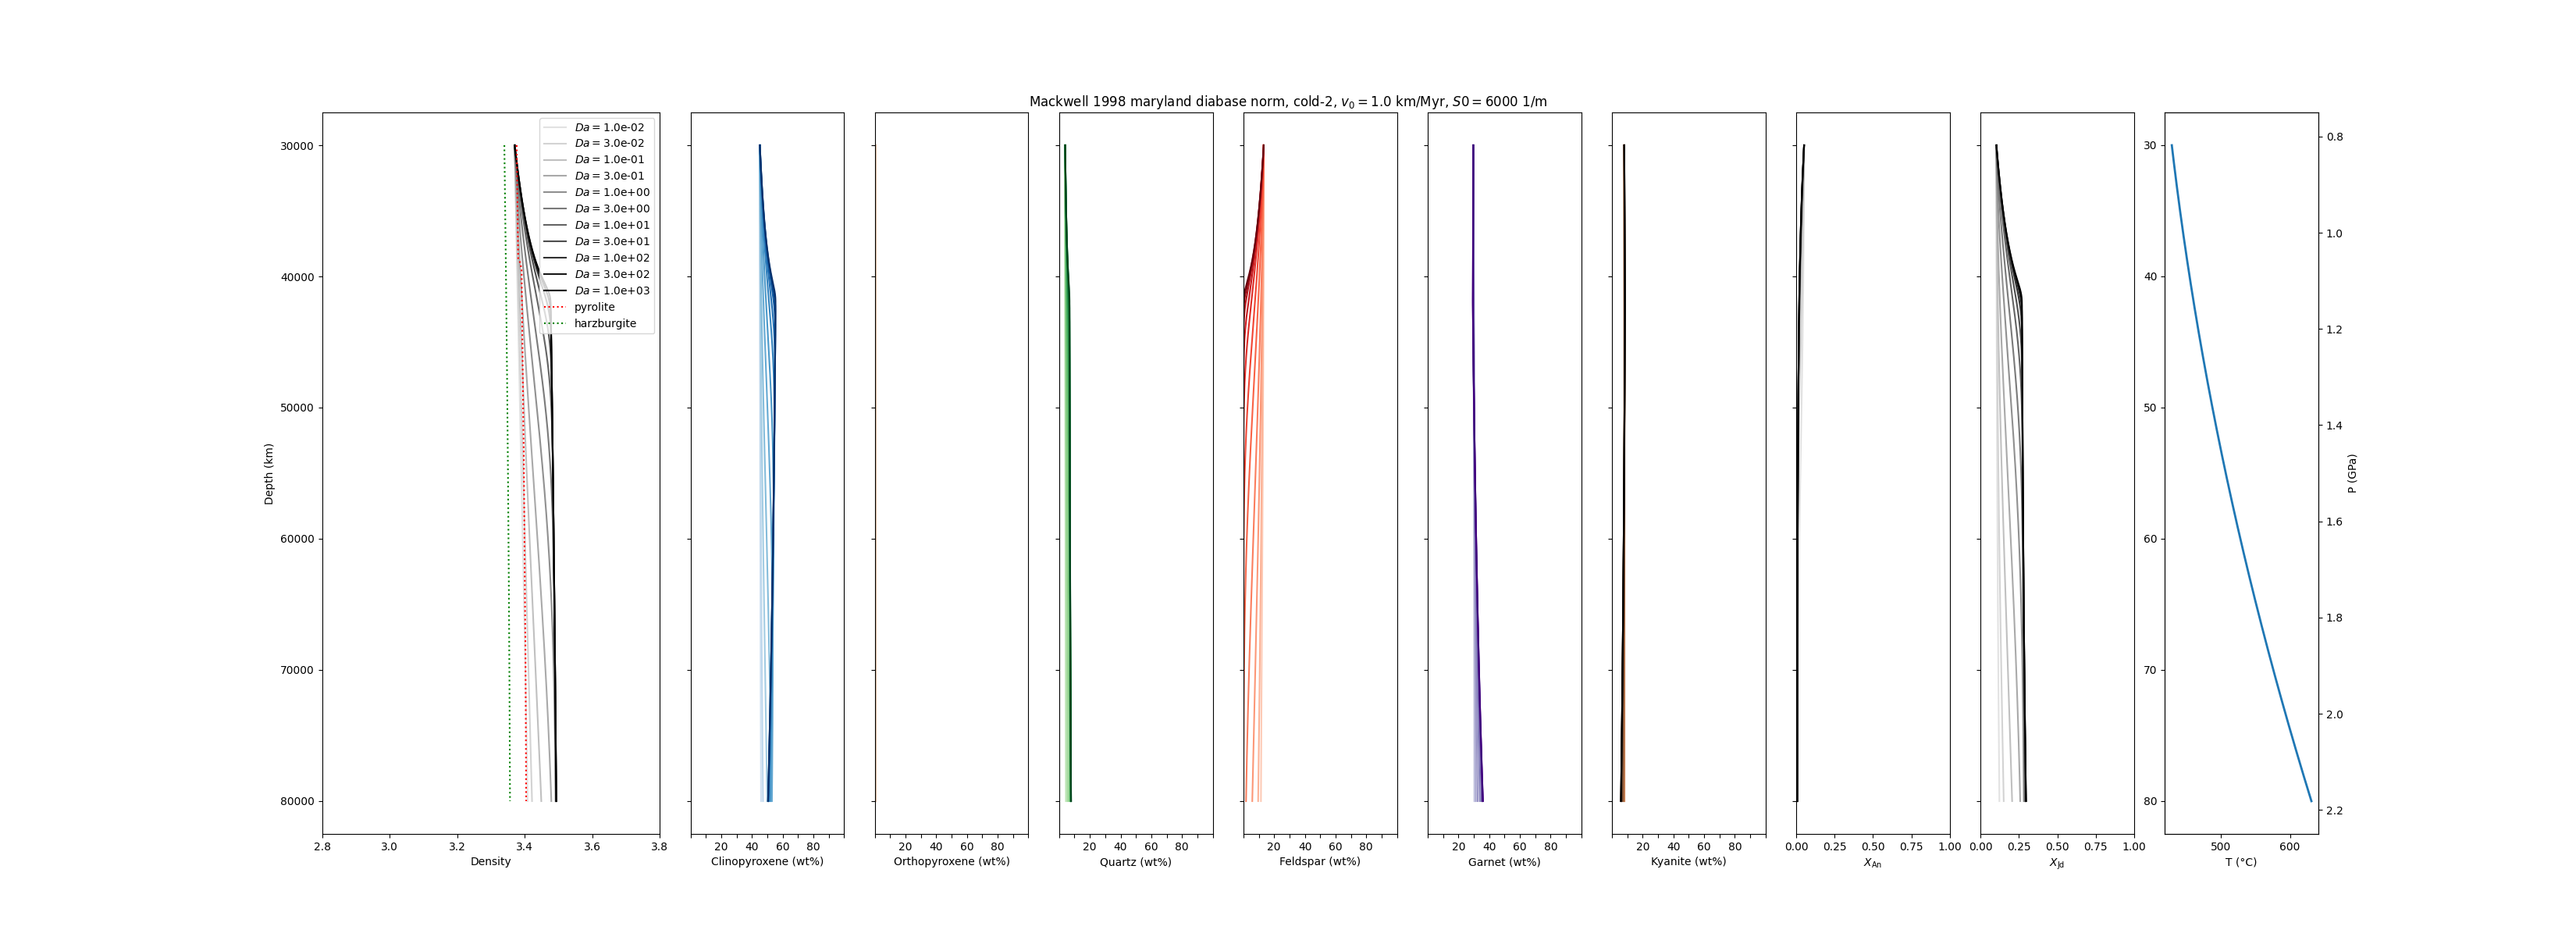 Mackwell 1998 maryland diabase norm, cold-2, v₀ = 1.0 km/Myr, S0 = 6000 1/m
Da = 1.0e-02
Da = 3.0e-02
Da = 1.0e-01
Da = 3.0e-01
Da = 1.0e+00
Da = 3.0e+00
Da = 1.0e+01
Da = 3.0e+01
Da = 1.0e+02
Da = 3.0e+02
Da = 1.0e+03
pyrolite
harzburgite
Depth (km)
30000
40000
50000
60000
70000
80000
2.8 3.0 3.2 3.4 3.6 3.8
Density
20 40 60 80
Clinopyroxene (wt%)
20 40 60 80
Orthopyroxene (wt%)
20 40 60 80
Quartz (wt%)
20 40 60 80
Feldspar (wt%)
20 40 60 80
Garnet (wt%)
20 40 60 80
Kyanite (wt%)
0.00 0.25 0.50 0.75 1.00
X_An
0.00 0.25 0.50 0.75 1.00
X_Jd
30
40
50
60
70
80
500 600
T (°C)
0.8
1.0
1.2
1.4
1.6
1.8
2.0
2.2
P (GPa)